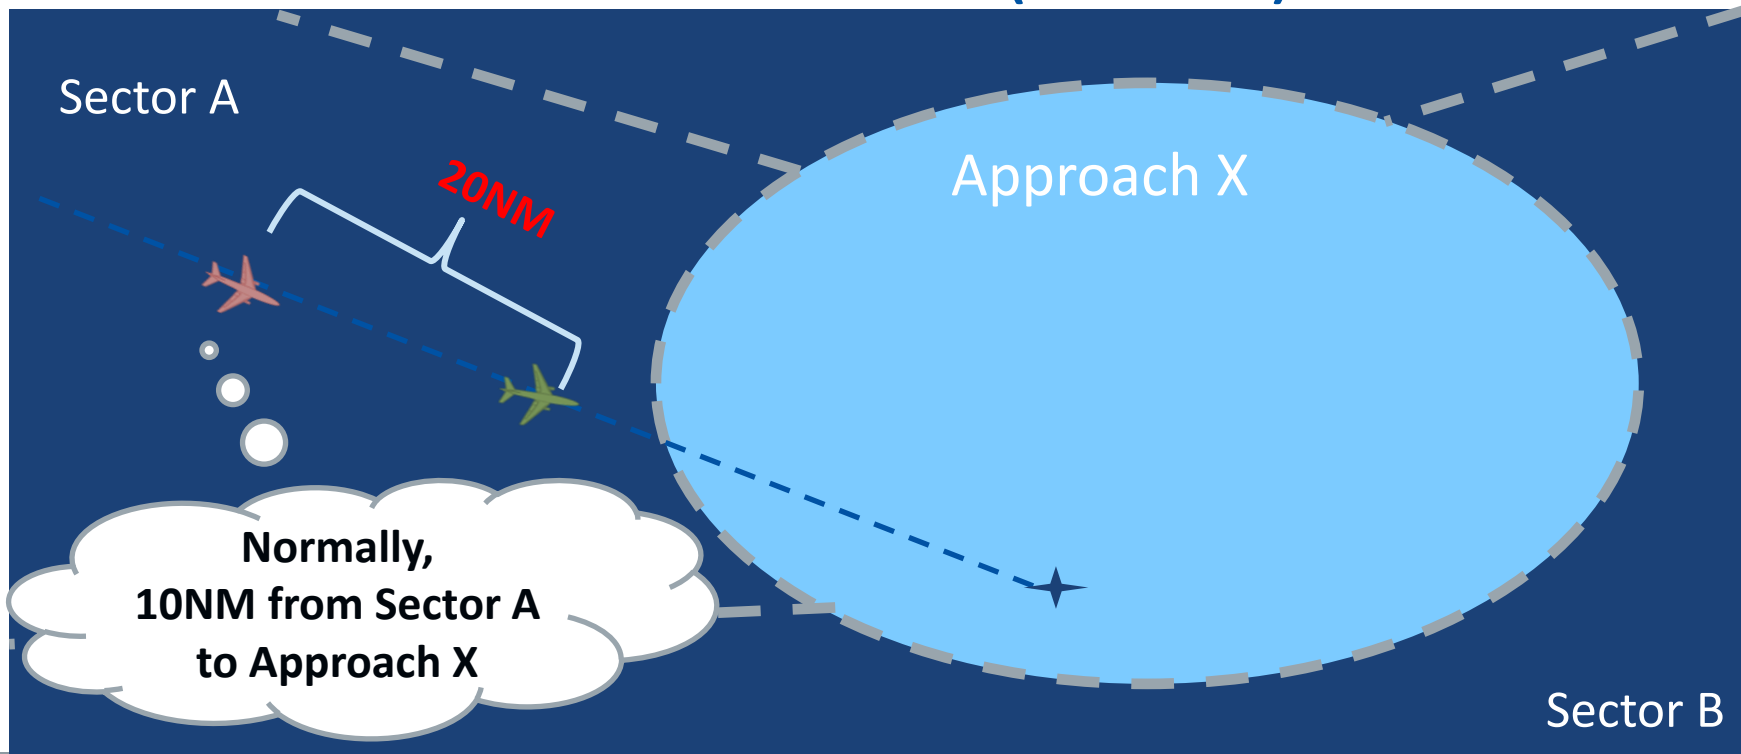 Sector A
20NM
Approach X
Normally,
10NM from Sector A
to Approach X
Sector B